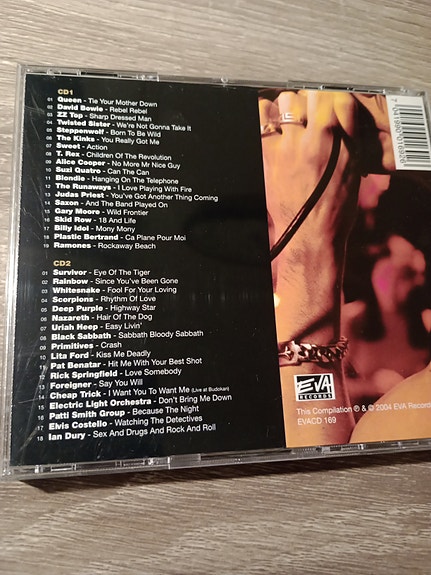 CD1
01 Queen - Tie Your Mother Down
02 David Bowie - Rebel Rebel
03 ZZ Top - Sharp Dressed Man
04 Twisted Sister - We're Not Gonna Take It
05 Steppenwolf - Born To Be Wild
06 The Kinks - You Really Got Me
07 Sweet - Action
08 T. Rex - Children Of The Revolution
09 Alice Cooper - No More Mr Nice Guy
10 Suzi Quatro - Can The Can
11 Blondie - Hanging On The Telephone
12 The Runaways - I Love Playing With Fire
13 Judas Priest - You've Got Another Thing Coming
14 Saxon - And The Band Played On
15 Gary Moore - Wild Frontier
16 Skid Row - 18 And Life
17 Billy Idol - Mony Mony
18 Plastic Bertrand - Ca Plane Pour Moi
19 Ramones - Rockaway Beach
CD2
01 Survivor - Eye Of The Tiger
02 Rainbow - Since You've Been Gone
03 Whitesnake - Fool For Your Loving
04 Scorpions - Rhythm Of Love
05 Deep Purple - Highway Star
06 Nazareth - Hair Of The Dog
07 Uriah Heep - Easy Livin'
08 Black Sabbath - Sabbath Bloody Sabbath
09 Primitives - Crash
10 Lita Ford - Kiss Me Deadly
11 Pat Benatar - Hit Me With Your Best Shot
12 Rick Springfield - Love Somebody
13 Foreigner - Say You Will
14 Cheap Trick - I Want You To Want Me (Live at Budokan)
15 Electric Light Orchestra - Don't Bring Me Down
16 Patti Smith Group - Because The Night
17 Elvis Costello - Watching The Detectives
18 Ian Dury - Sex And Drugs And Rock And Roll
EVA
RECORDS
This Compilation ℗ & © 2004 EVA Records
EVACD 169